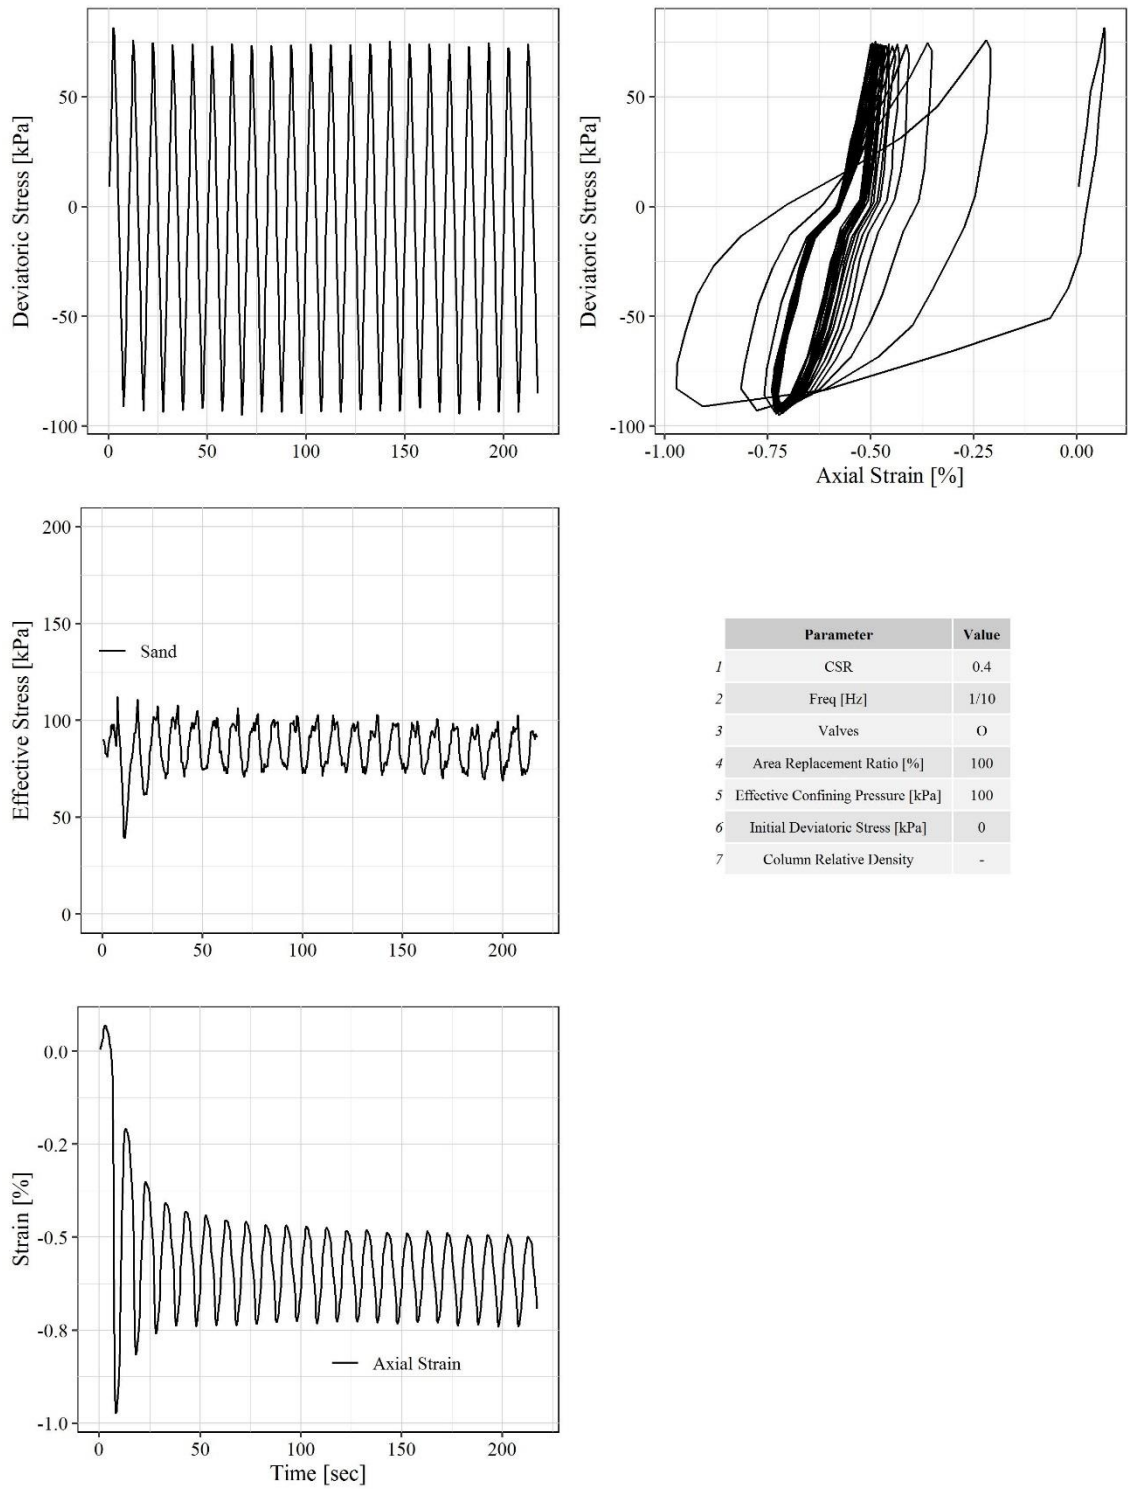 Deviatoric Stress [kPa]
50
0
-50
-100
0
50
100
150
200
Deviatoric Stress [kPa]
50
0
-50
-100
-1.00
-0.75
-0.50
-0.25
0.00
Axial Strain [%]
Effective Stress [kPa]
200
150
100
50
0
Sand
0
50
100
150
200
Parameter Value
1 CSR 0.4
2 Freq [Hz] 1/10
3 Valves O
4 Area Replacement Ratio [%] 100
5 Effective Confining Pressure [kPa] 100
6 Initial Deviatoric Stress [kPa] 0
7 Column Relative Density -
Strain [%]
0.0
-0.2
-0.5
-0.8
-1.0
Axial Strain
0
50
100
150
200
Time [sec]